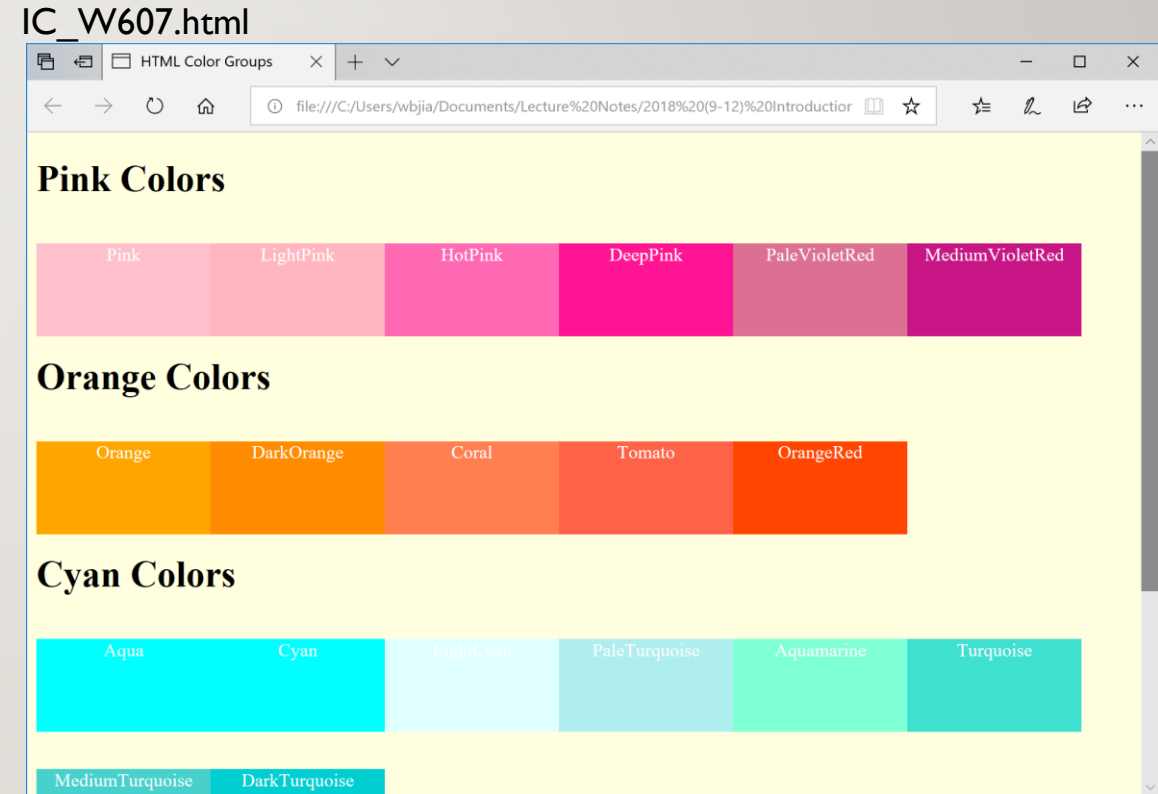 IC_W607.html
HTML Color Groups
file:///C:/Users/wbjia/Documents/Lecture%20Notes/2018%20(9-12)%20Introduction
Pink Colors
Pink LightPink HotPink DeepPink PaleVioletRed MediumVioletRed
Orange Colors
Orange DarkOrange Coral Tomato OrangeRed
Cyan Colors
Aqua Cyan LightCyan PaleTurquoise Aquamarine Turquoise
MediumTurquoise DarkTurquoise